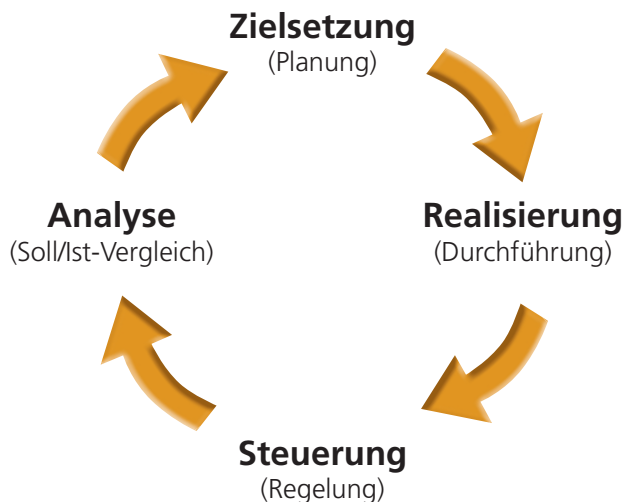 Zielsetzung
(Planung)
Realisierung
(Durchführung)
Steuerung
(Regelung)
Analyse
(Soll/Ist-Vergleich)